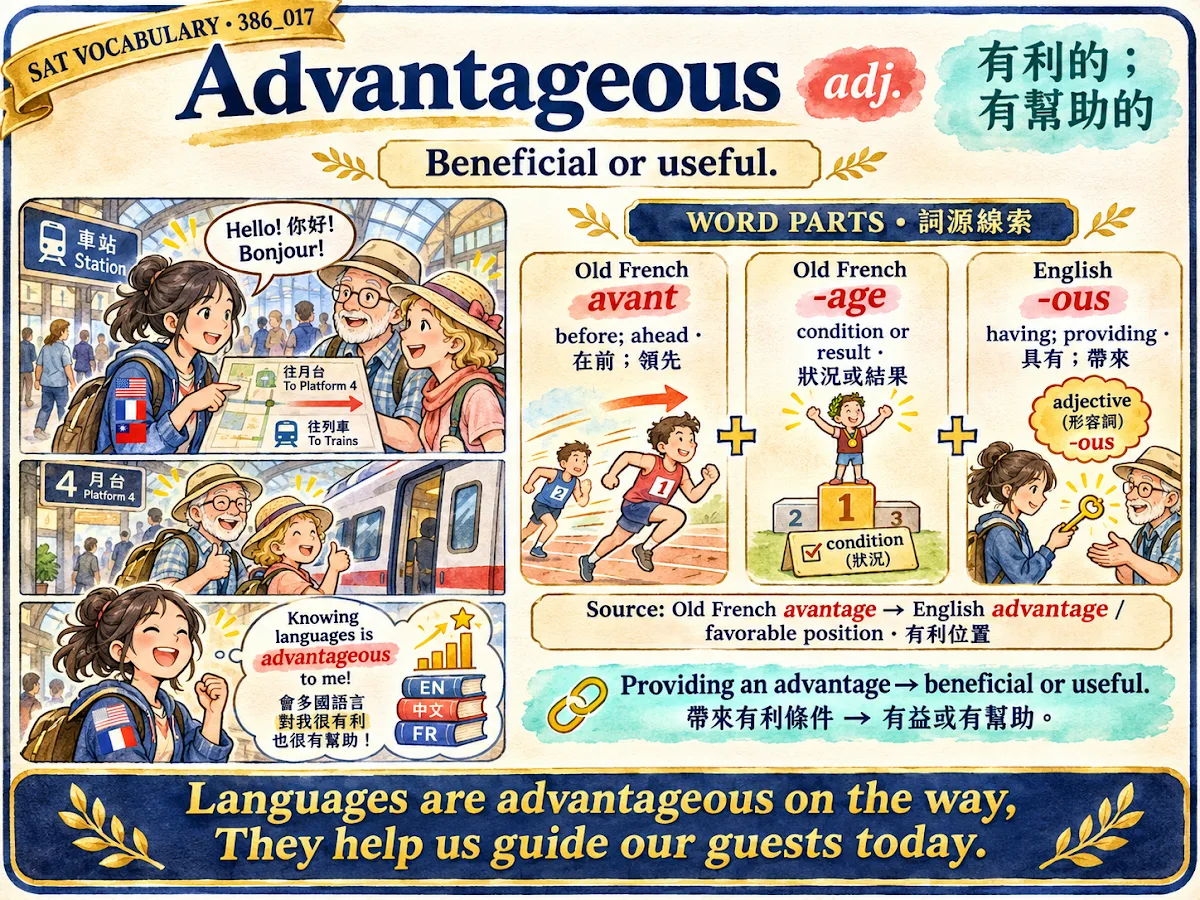 SAT VOCABULARY · 386_017
Advantageous
adj.
有利的；
有幫助的
Beneficial or useful.
車站
Station
Hello! 你好!
Bonjour!
往月台
To Platform 4
往列車
To Trains
4 月台
Platform 4
Knowing
languages is
advantageous
to me!
會多國語言
對我很有利
也很有幫助！
EN
中文
FR
WORD PARTS • 詞源線索
Old French
avant
before; ahead ·
在前；領先
2
1
+
Old French
-age
condition or
result ·
狀況或結果
2
1
3
condition
(狀況)
+
English
-ous
having; providing ·
具有；帶來
adjective
(形容詞)
-ous
Source: Old French avantage → English advantage /
favorable position · 有利位置
Providing an advantage → beneficial or useful.
帶來有利條件 → 有益或有幫助。
Languages are advantageous on the way,
They help us guide our guests today.